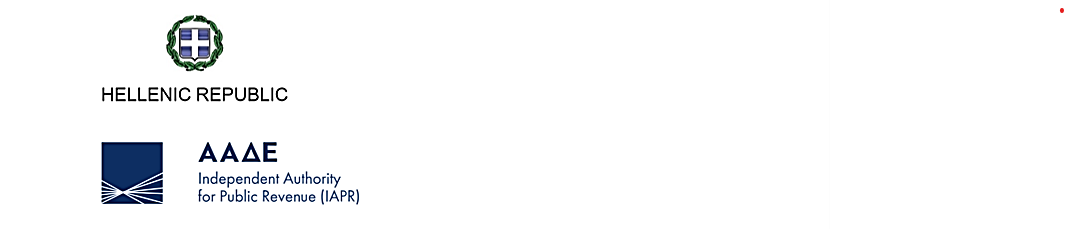 HELLENIC REPUBLIC
ΑΑΔΕ
Independent Authority
for Public Revenue (IAPR)